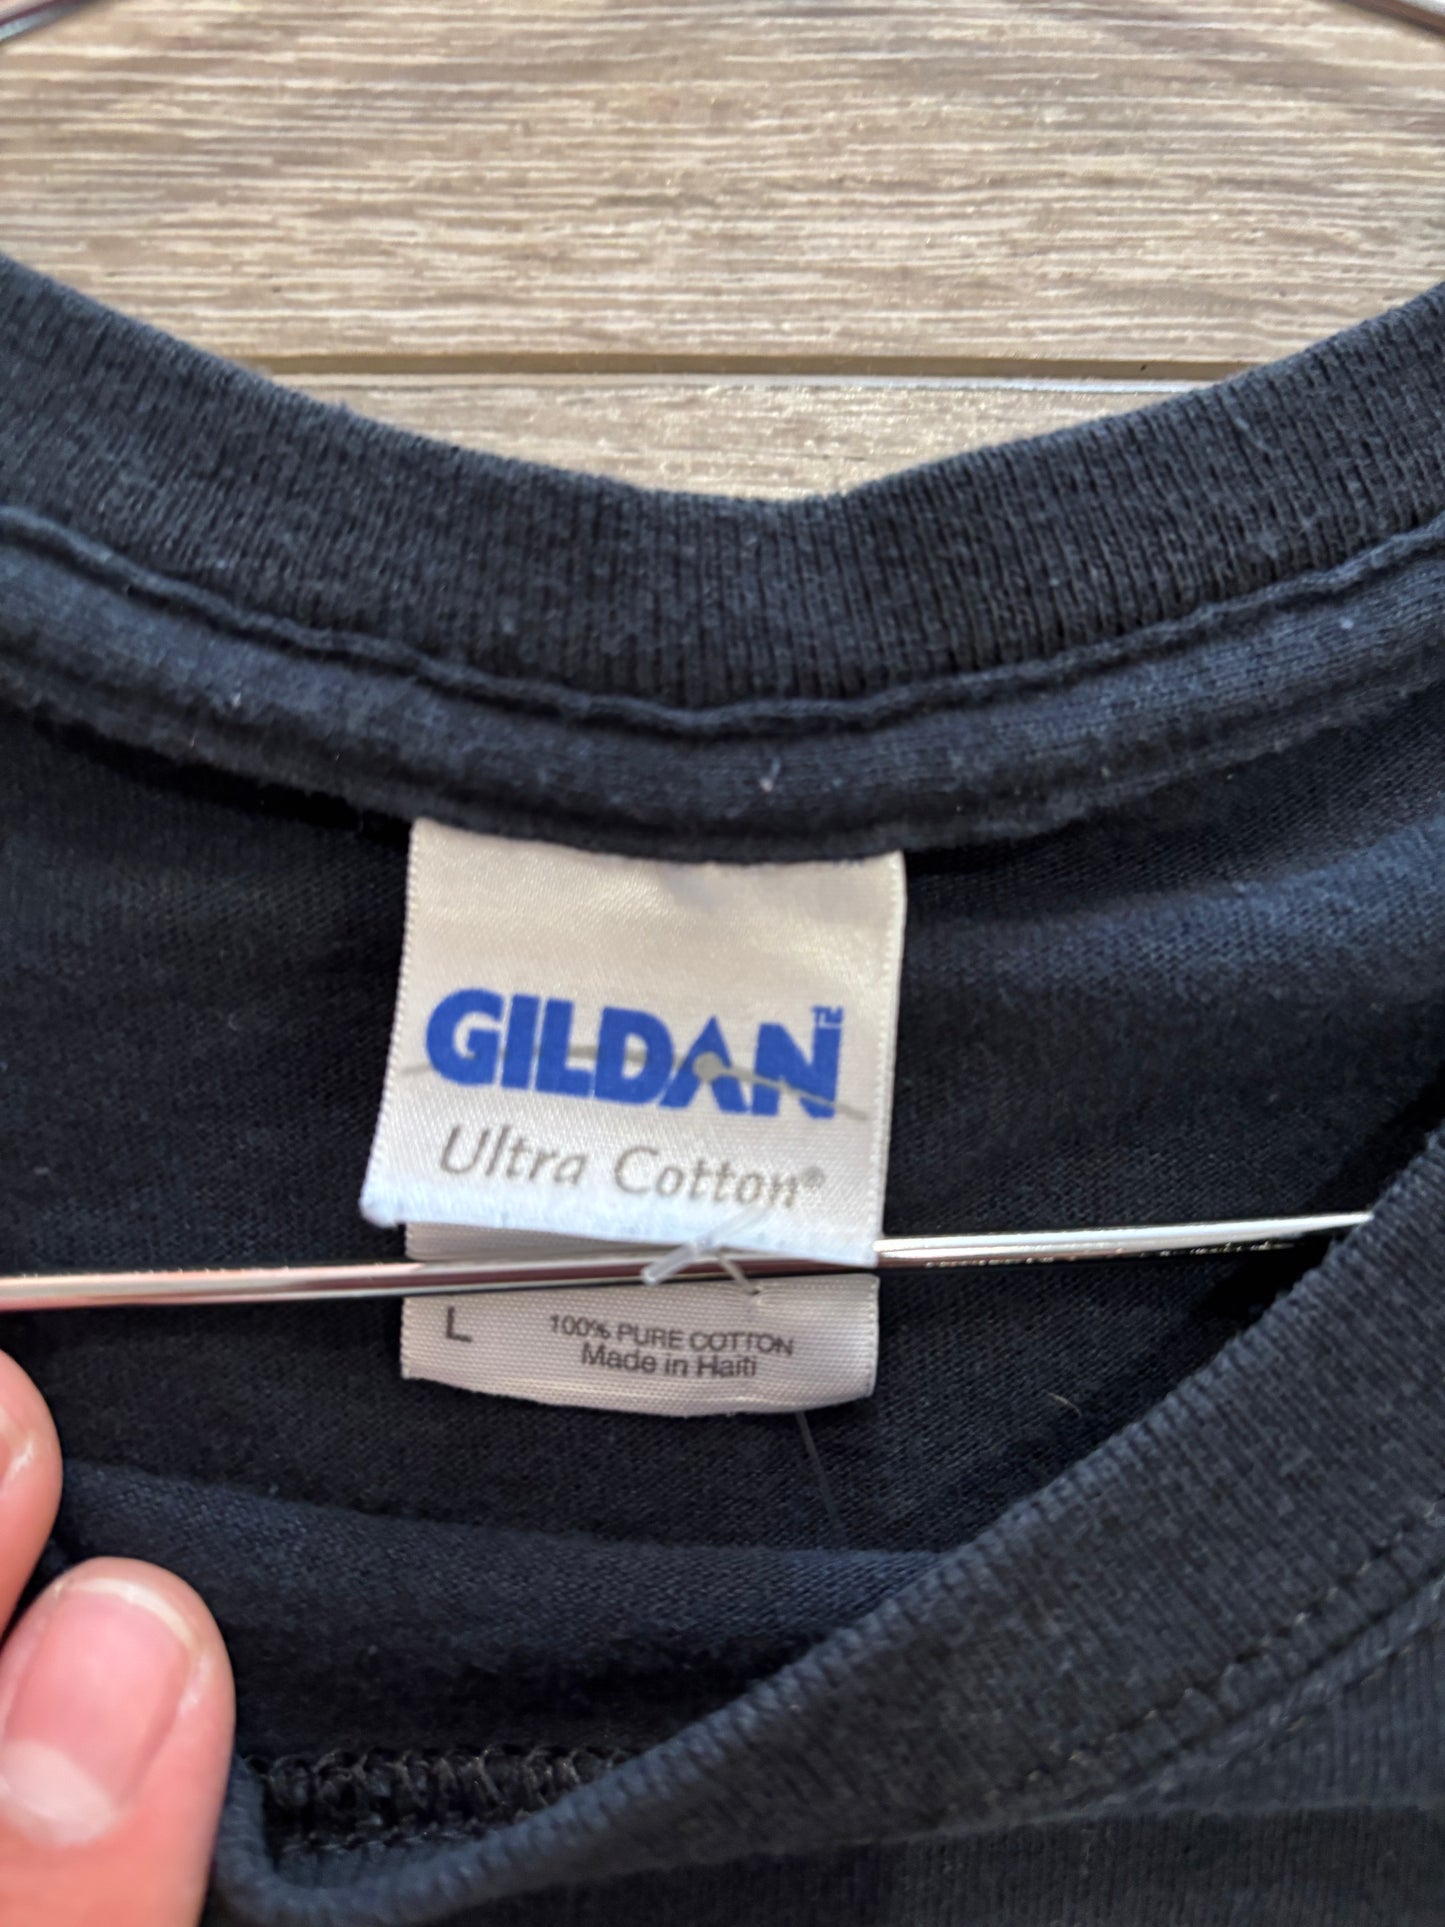 GILDAN™
Ultra Cotton®
L
100% PURE COTTON
Made in Haiti